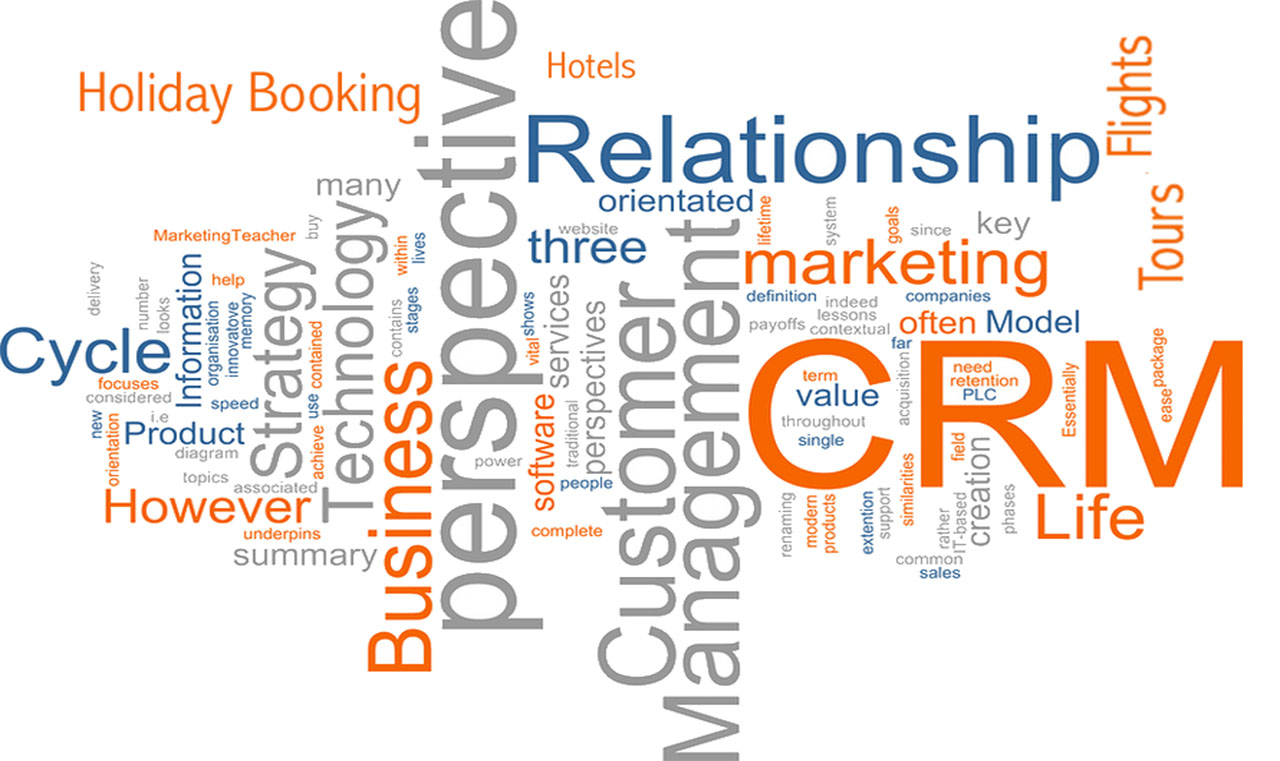 Cycle
delivery
new
orientation
considered
focuses
Holiday Booking
However
Product
i.e
number
looks
Information
MarketingTeacher
topics
diagram
speed
organisation
help
innovatove
memory
summary
underpins
associated
Strategy
achieve
use
contained
buy
many
Technology
Business
contains
stages
within
lives
perspective
power
complete
software
vital
shows
services
three
website
Relationship
Hotels
people
traditional
perspectives
orientated
Customer
Management
CRM
payoffs
definition
marketing
lifetime
renaming
throughout
value
term
single
modern
products
contextual
lessons
indeed
system
extention
support
similarities
acquisition
far
goals
common
sales
rather
IT-based
field
need
retention
PLC
often
companies
since
key
creation
phases
Model
Life
Essentially
ease
package
Tours
Flights